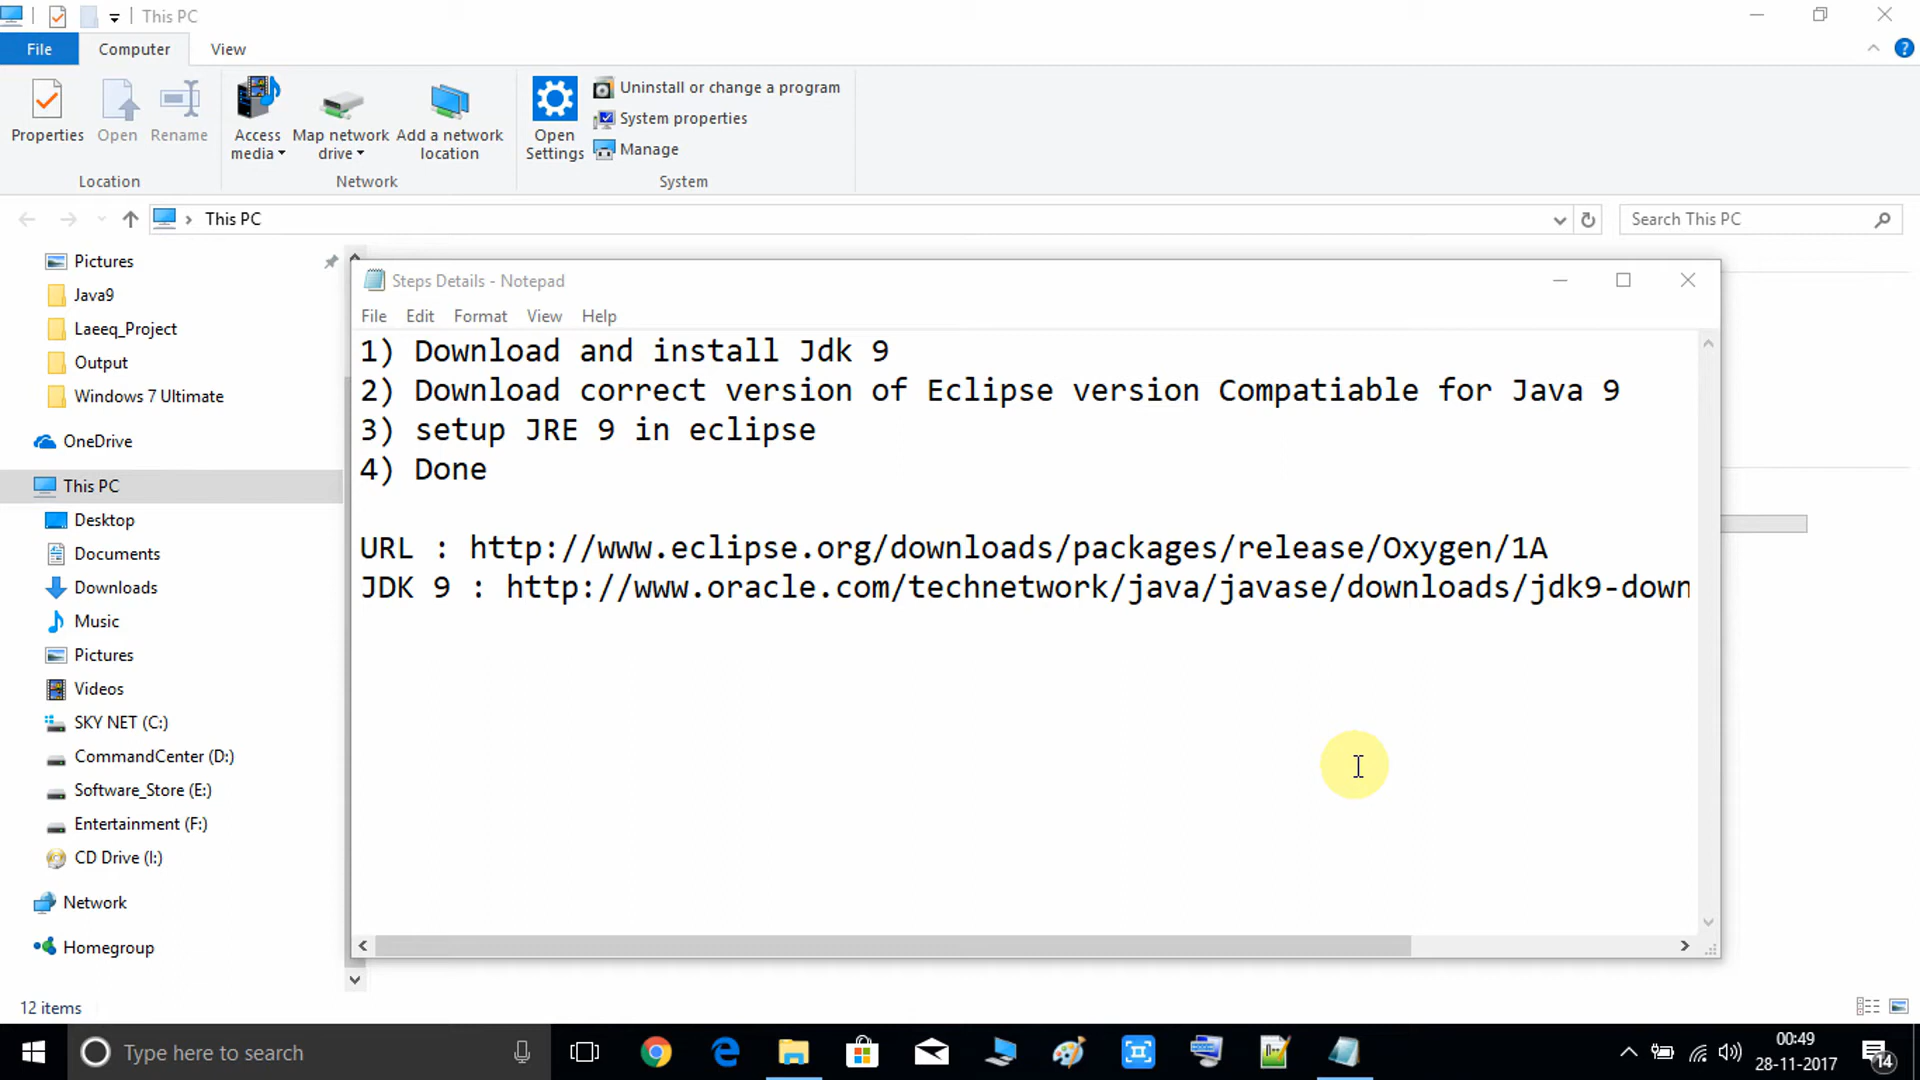 This PC
File
Computer
View
Properties
Open
Rename
Access media
Map network drive
Add a network location
Open Settings
Uninstall or change a program
System properties
Manage
Location
Network
System
This PC
Search This PC
Pictures
Java9
Laeeq_Project
Output
Windows 7 Ultimate
OneDrive
This PC
Desktop
Documents
Downloads
Music
Pictures
Videos
SKY NET (C:)
CommandCenter (D:)
Software_Store (E:)
Entertainment (F:)
CD Drive (I:)
Network
Homegroup
12 items
Steps Details - Notepad
File Edit Format View Help
1) Download and install Jdk 9
2) Download correct version of Eclipse version Compatiable for Java 9
3) setup JRE 9 in eclipse
4) Done
URL : http://www.eclipse.org/downloads/packages/release/Oxygen/1A
JDK 9 : http://www.oracle.com/technetwork/java/javase/downloads/jdk9-down
Type here to search
00:49
28-11-2017
14